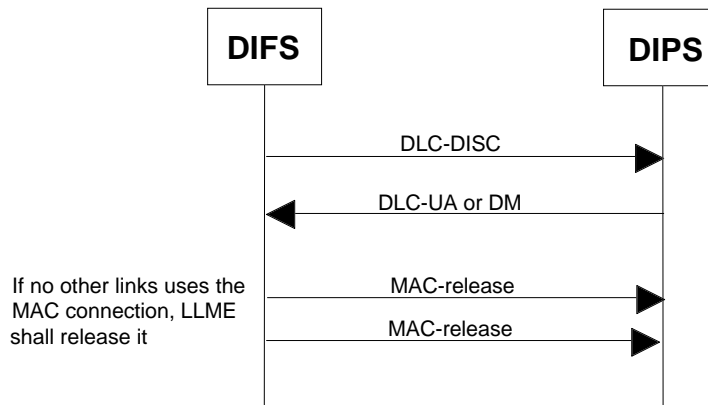 DIFS
DIPS
DLC-DISC
DLC-UA or DM
If no other links uses the
MAC connection, LLME
shall release it
MAC-release
MAC-release